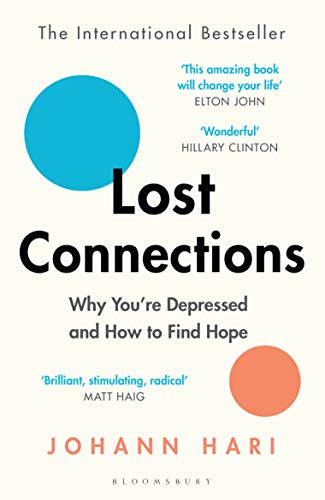 The International Bestseller
‘This amazing book
will change your life’
ELTON JOHN
‘Wonderful’
HILLARY CLINTON
Lost
Connections
Why You’re Depressed
and How to Find Hope
‘Brilliant, stimulating, radical’
MATT HAIG
JOHANN HARI
BLOOMSBURY